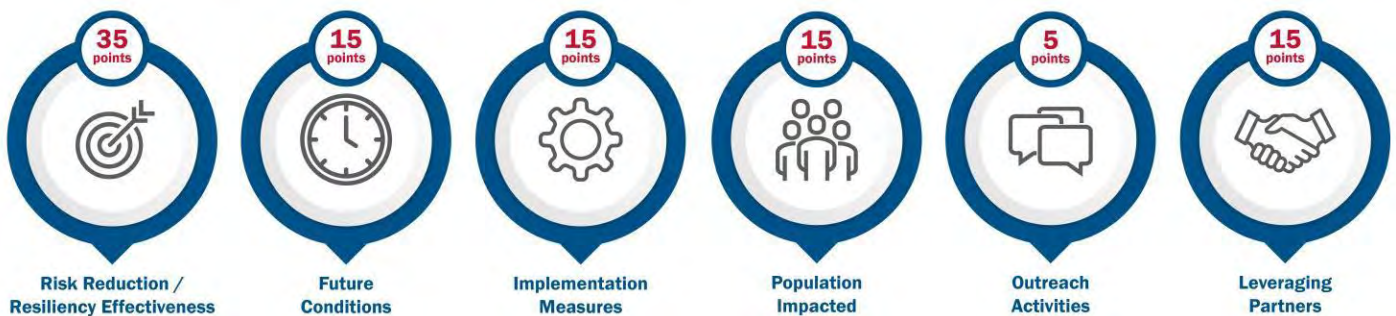 35
points
15
points
15
points
15
points
5
points
15
points
Risk Reduction /
Resiliency Effectiveness
Future
Conditions
Implementation
Measures
Population
Impacted
Outreach
Activities
Leveraging
Partners